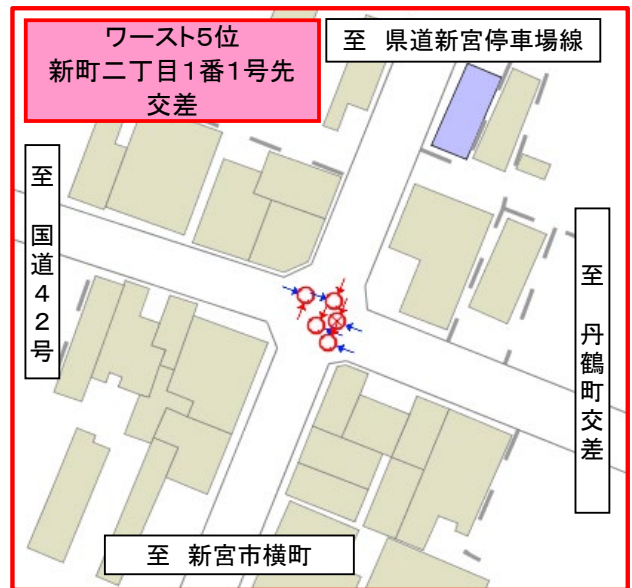 ワースト5位
新町二丁目1番1号先
交差
至 県道新宮停車場線
至 国道42号
至 丹鶴町交差
至 新宮市横町